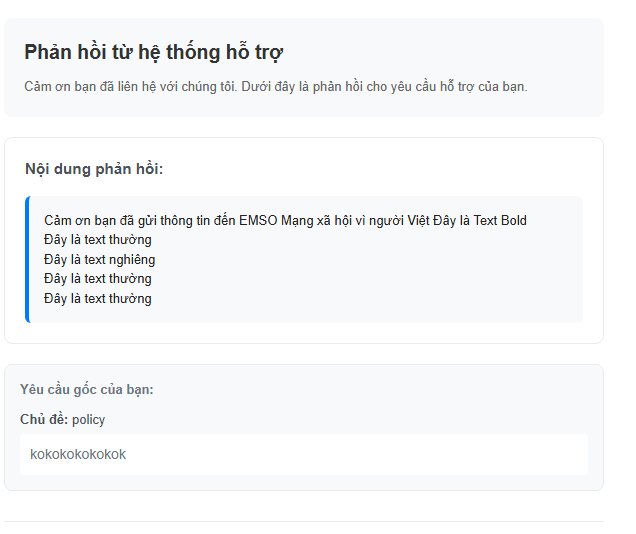 Phản hồi từ hệ thống hỗ trợ
Cảm ơn bạn đã liên hệ với chúng tôi. Dưới đây là phản hồi cho yêu cầu hỗ trợ của bạn.
Nội dung phản hồi:
Cảm ơn bạn đã gửi thông tin đến EMSO Mạng xã hội vì người Việt Đây là Text Bold
Đây là text thường
Đây là text nghiêng
Đây là text thường
Đây là text thường
Yêu cầu gốc của bạn:
Chủ đề: policy
kokokokokokok